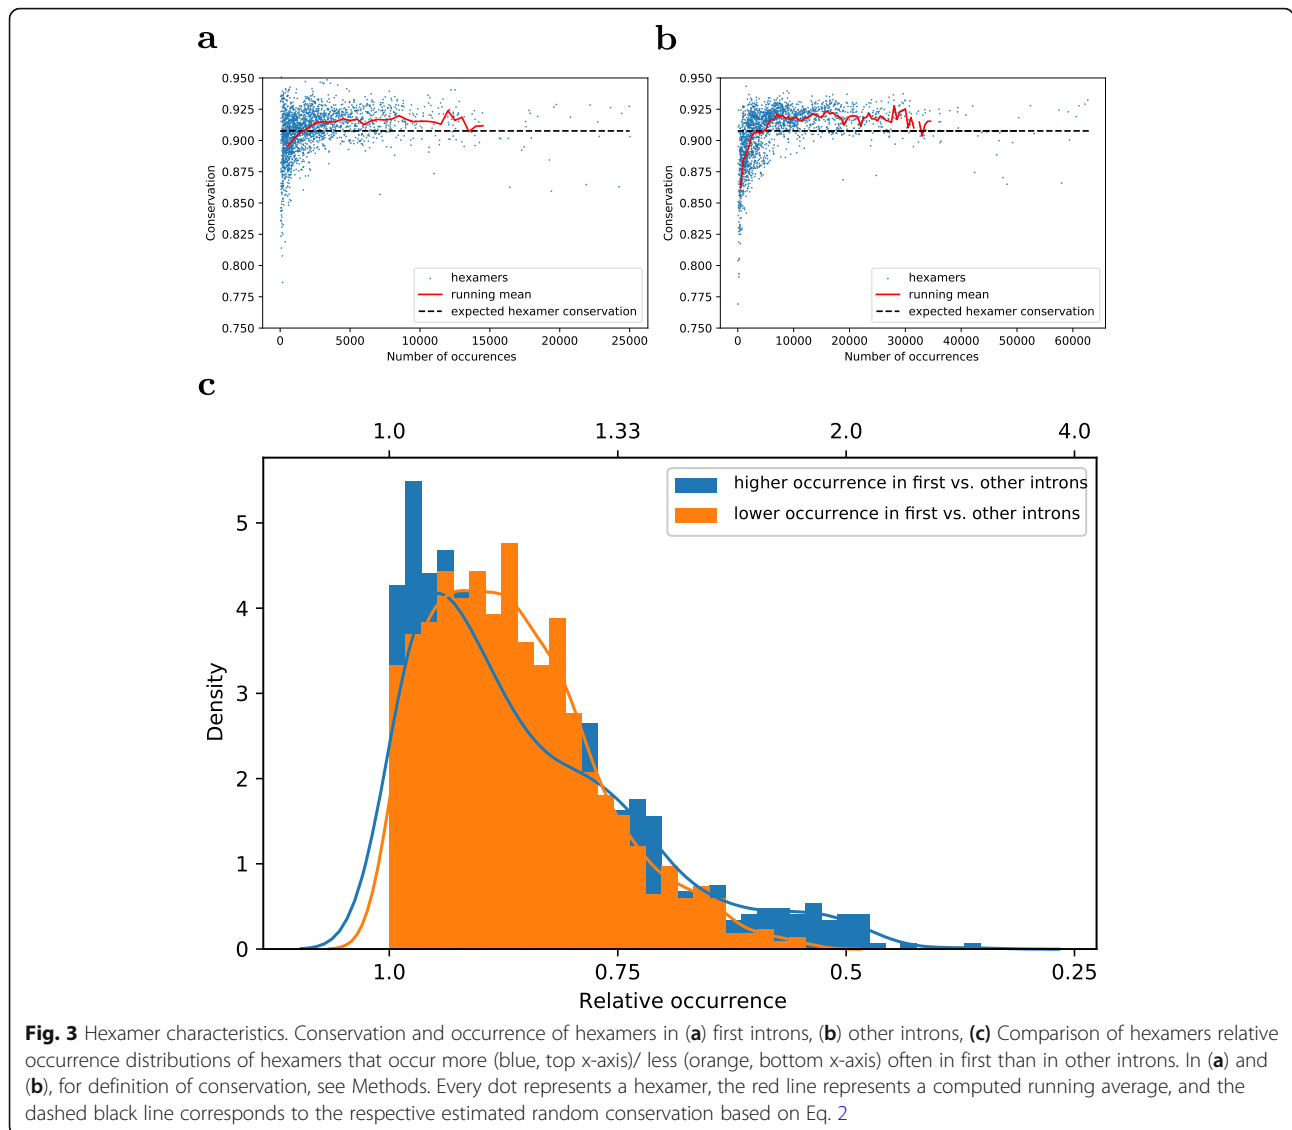 a
b
0.950
0.925
0.900
0.875
0.850
0.825
0.800
0.775
0.750
Conservation
hexamers
running mean
expected hexamer conservation
0 5000 10000 15000 20000 25000
Number of occurences
0.950
0.925
0.900
0.875
0.850
0.825
0.800
0.775
0.750
Conservation
hexamers
running mean
expected hexamer conservation
0 10000 20000 30000 40000 50000 60000
Number of occurrences
c
1.0 1.33 2.0 4.0
higher occurrence in first vs. other introns
lower occurrence in first vs. other introns
5
4
3
2
1
0
Density
1.0 0.75 0.5 0.25
Relative occurrence
Fig. 3 Hexamer characteristics. Conservation and occurrence of hexamers in (a) first introns, (b) other introns, (c) Comparison of hexamers relative
occurrence distributions of hexamers that occur more (blue, top x-axis)/ less (orange, bottom x-axis) often in first than in other introns. In (a) and
(b), for definition of conservation, see Methods. Every dot represents a hexamer, the red line represents a computed running average, and the
dashed black line corresponds to the respective estimated random conservation based on Eq. 2